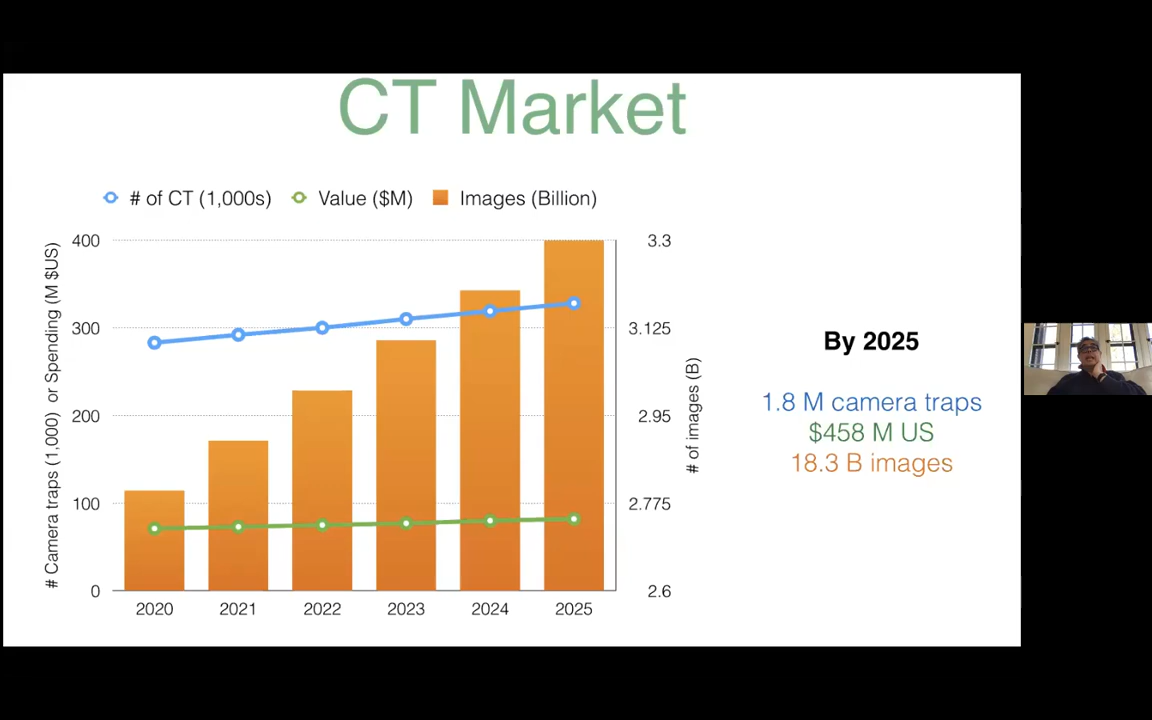 CT Market
# of CT (1,000s) Value ($M) Images (Billion)
# Camera traps (1,000) or Spending (M $US)
400
300
200
100
0
3.3
3.125
2.95
2.775
2.6
# of images (B)
2020 2021 2022 2023 2024 2025
By 2025
1.8 M camera traps
$458 M US
18.3 B images